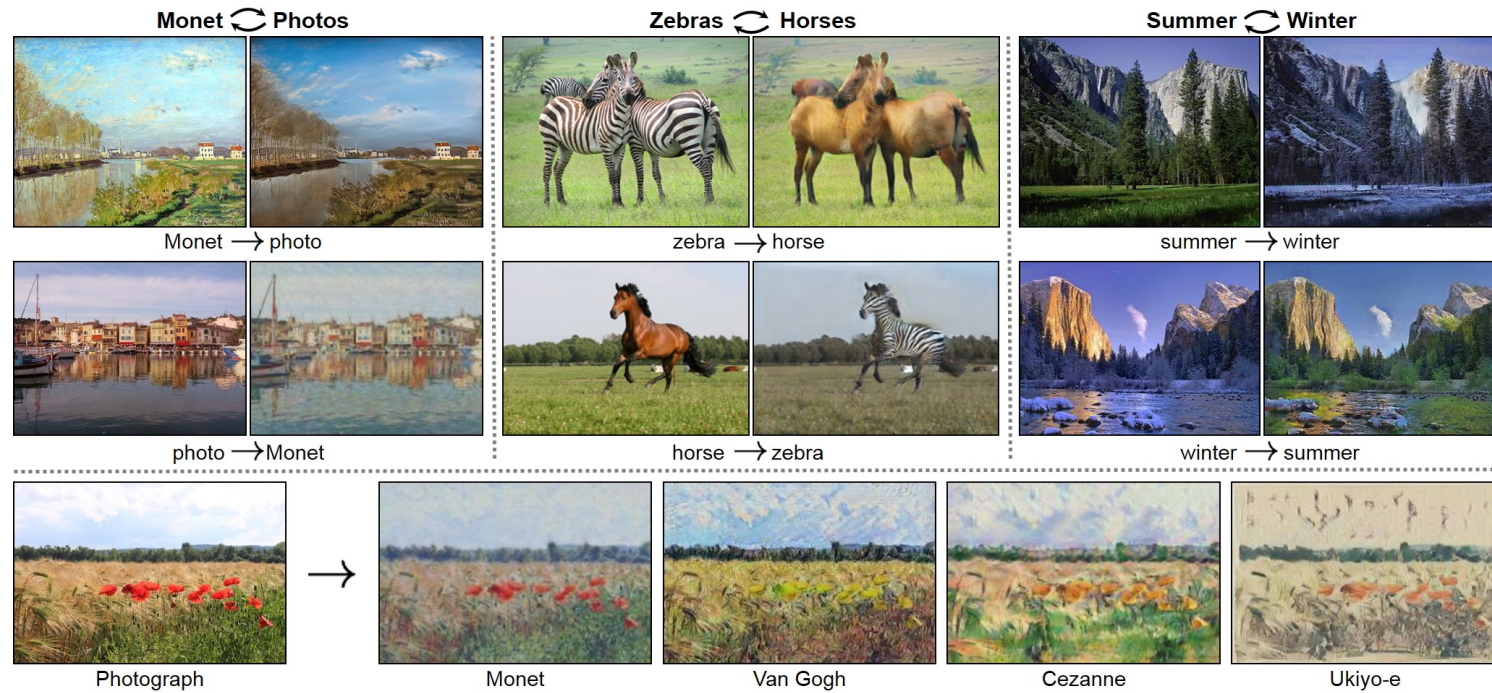 Monet Photos
Zebras Horses
Summer Winter
Monet → photo
zebra → horse
summer → winter
photo → Monet
horse → zebra
winter → summer
Photograph
Monet
Van Gogh
Cezanne
Ukiyo-e